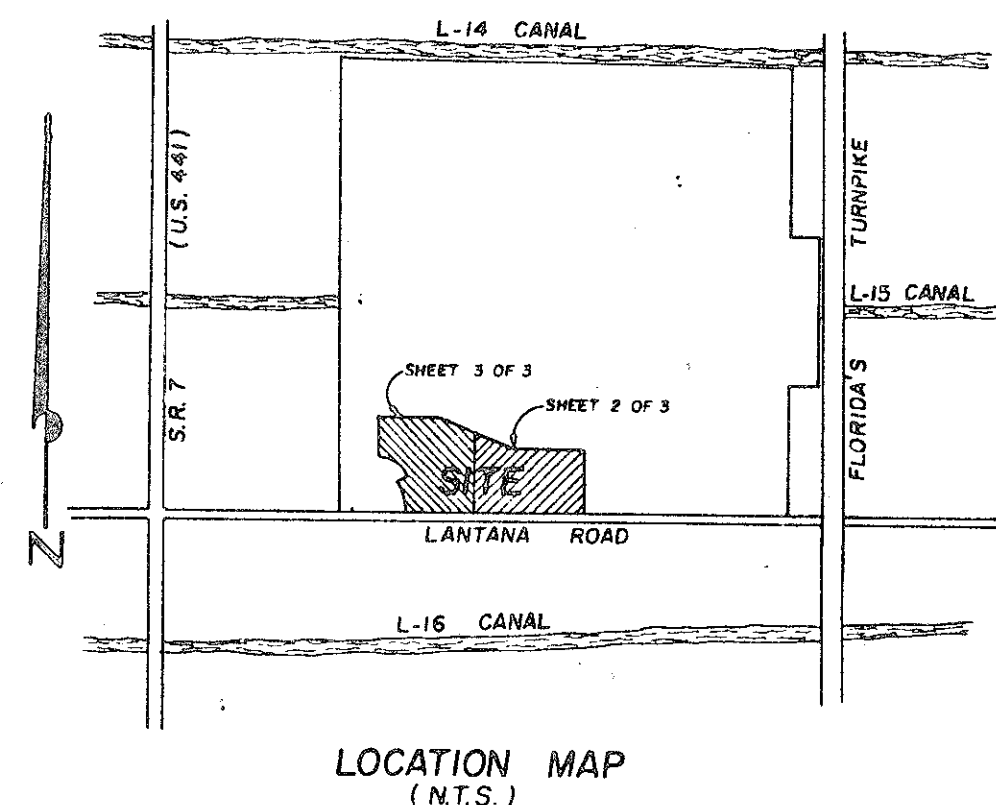 L-14 CANAL
(U.S. 441)
TURNPIKE
L-15 CANAL
SHEET 3 OF 3
SHEET 2 OF 3
S.R. 7
FLORIDA'S
SITE
N
LANTANA ROAD
L-16 CANAL
LOCATION MAP
(N.T.S.)